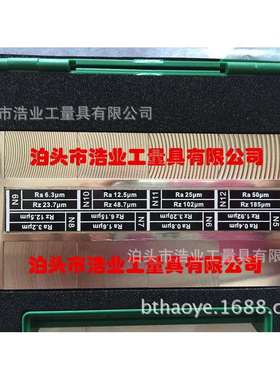 N市浩业工量具有限公司
泊头市浩业工量具有限公司
N9 Ra 6.3μm Rz 23.7μm N10 Ra 12.5μm Rz 48.7μm N11 Ra 25μm Rz 102μm N12 Ra 50μm Rz 185μm
N5 Ra 0.4μm Rz 1.92μm N6 Ra 0.8μm Rz 3.2μm N7 Ra 1.6μm Rz 6.15μm N8 Ra 3.2μm Rz 12.5μm
泊头市浩业工量具有限公司
bthaoye.1688.co